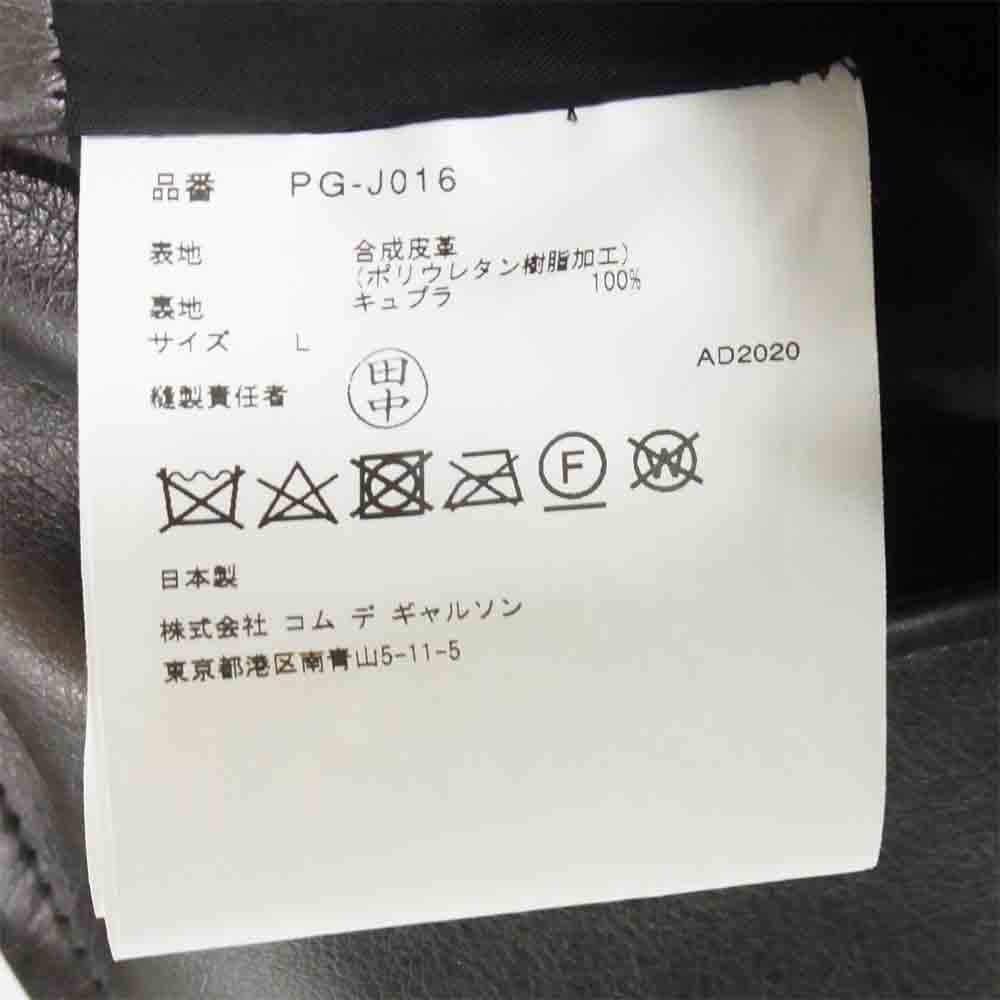 品番 PG-J016
表地 合成皮革
(ポリウレタン樹脂加工)
裏地 キュプラ 100%
サイズ L
AD2020
縫製責任者 田中
F W
日本製
株式会社 コム デ ギャルソン
東京都港区南青山5-11-5